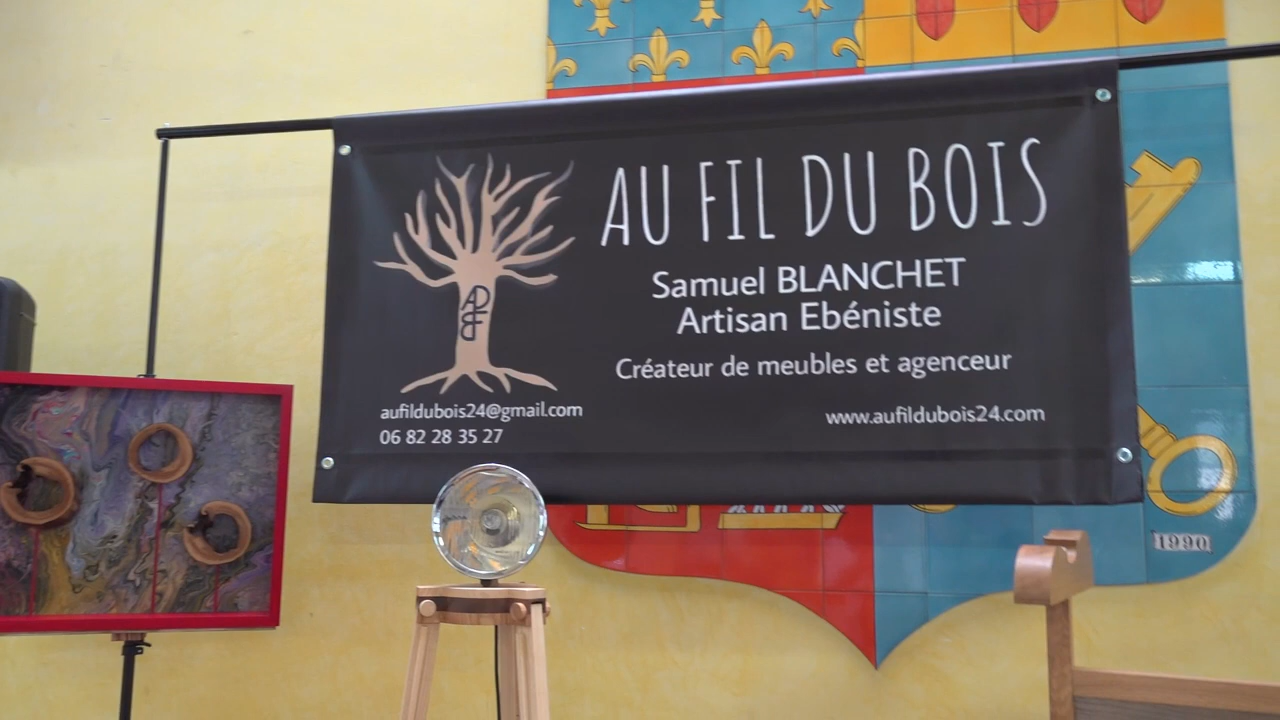 AU FIL DU BOIS
Samuel BLANCHET
Artisan Ebéniste
Créateur de meubles et agenceur
aufildubois24@gmail.com
06 82 28 35 27
www.aufildubois24.com
1990